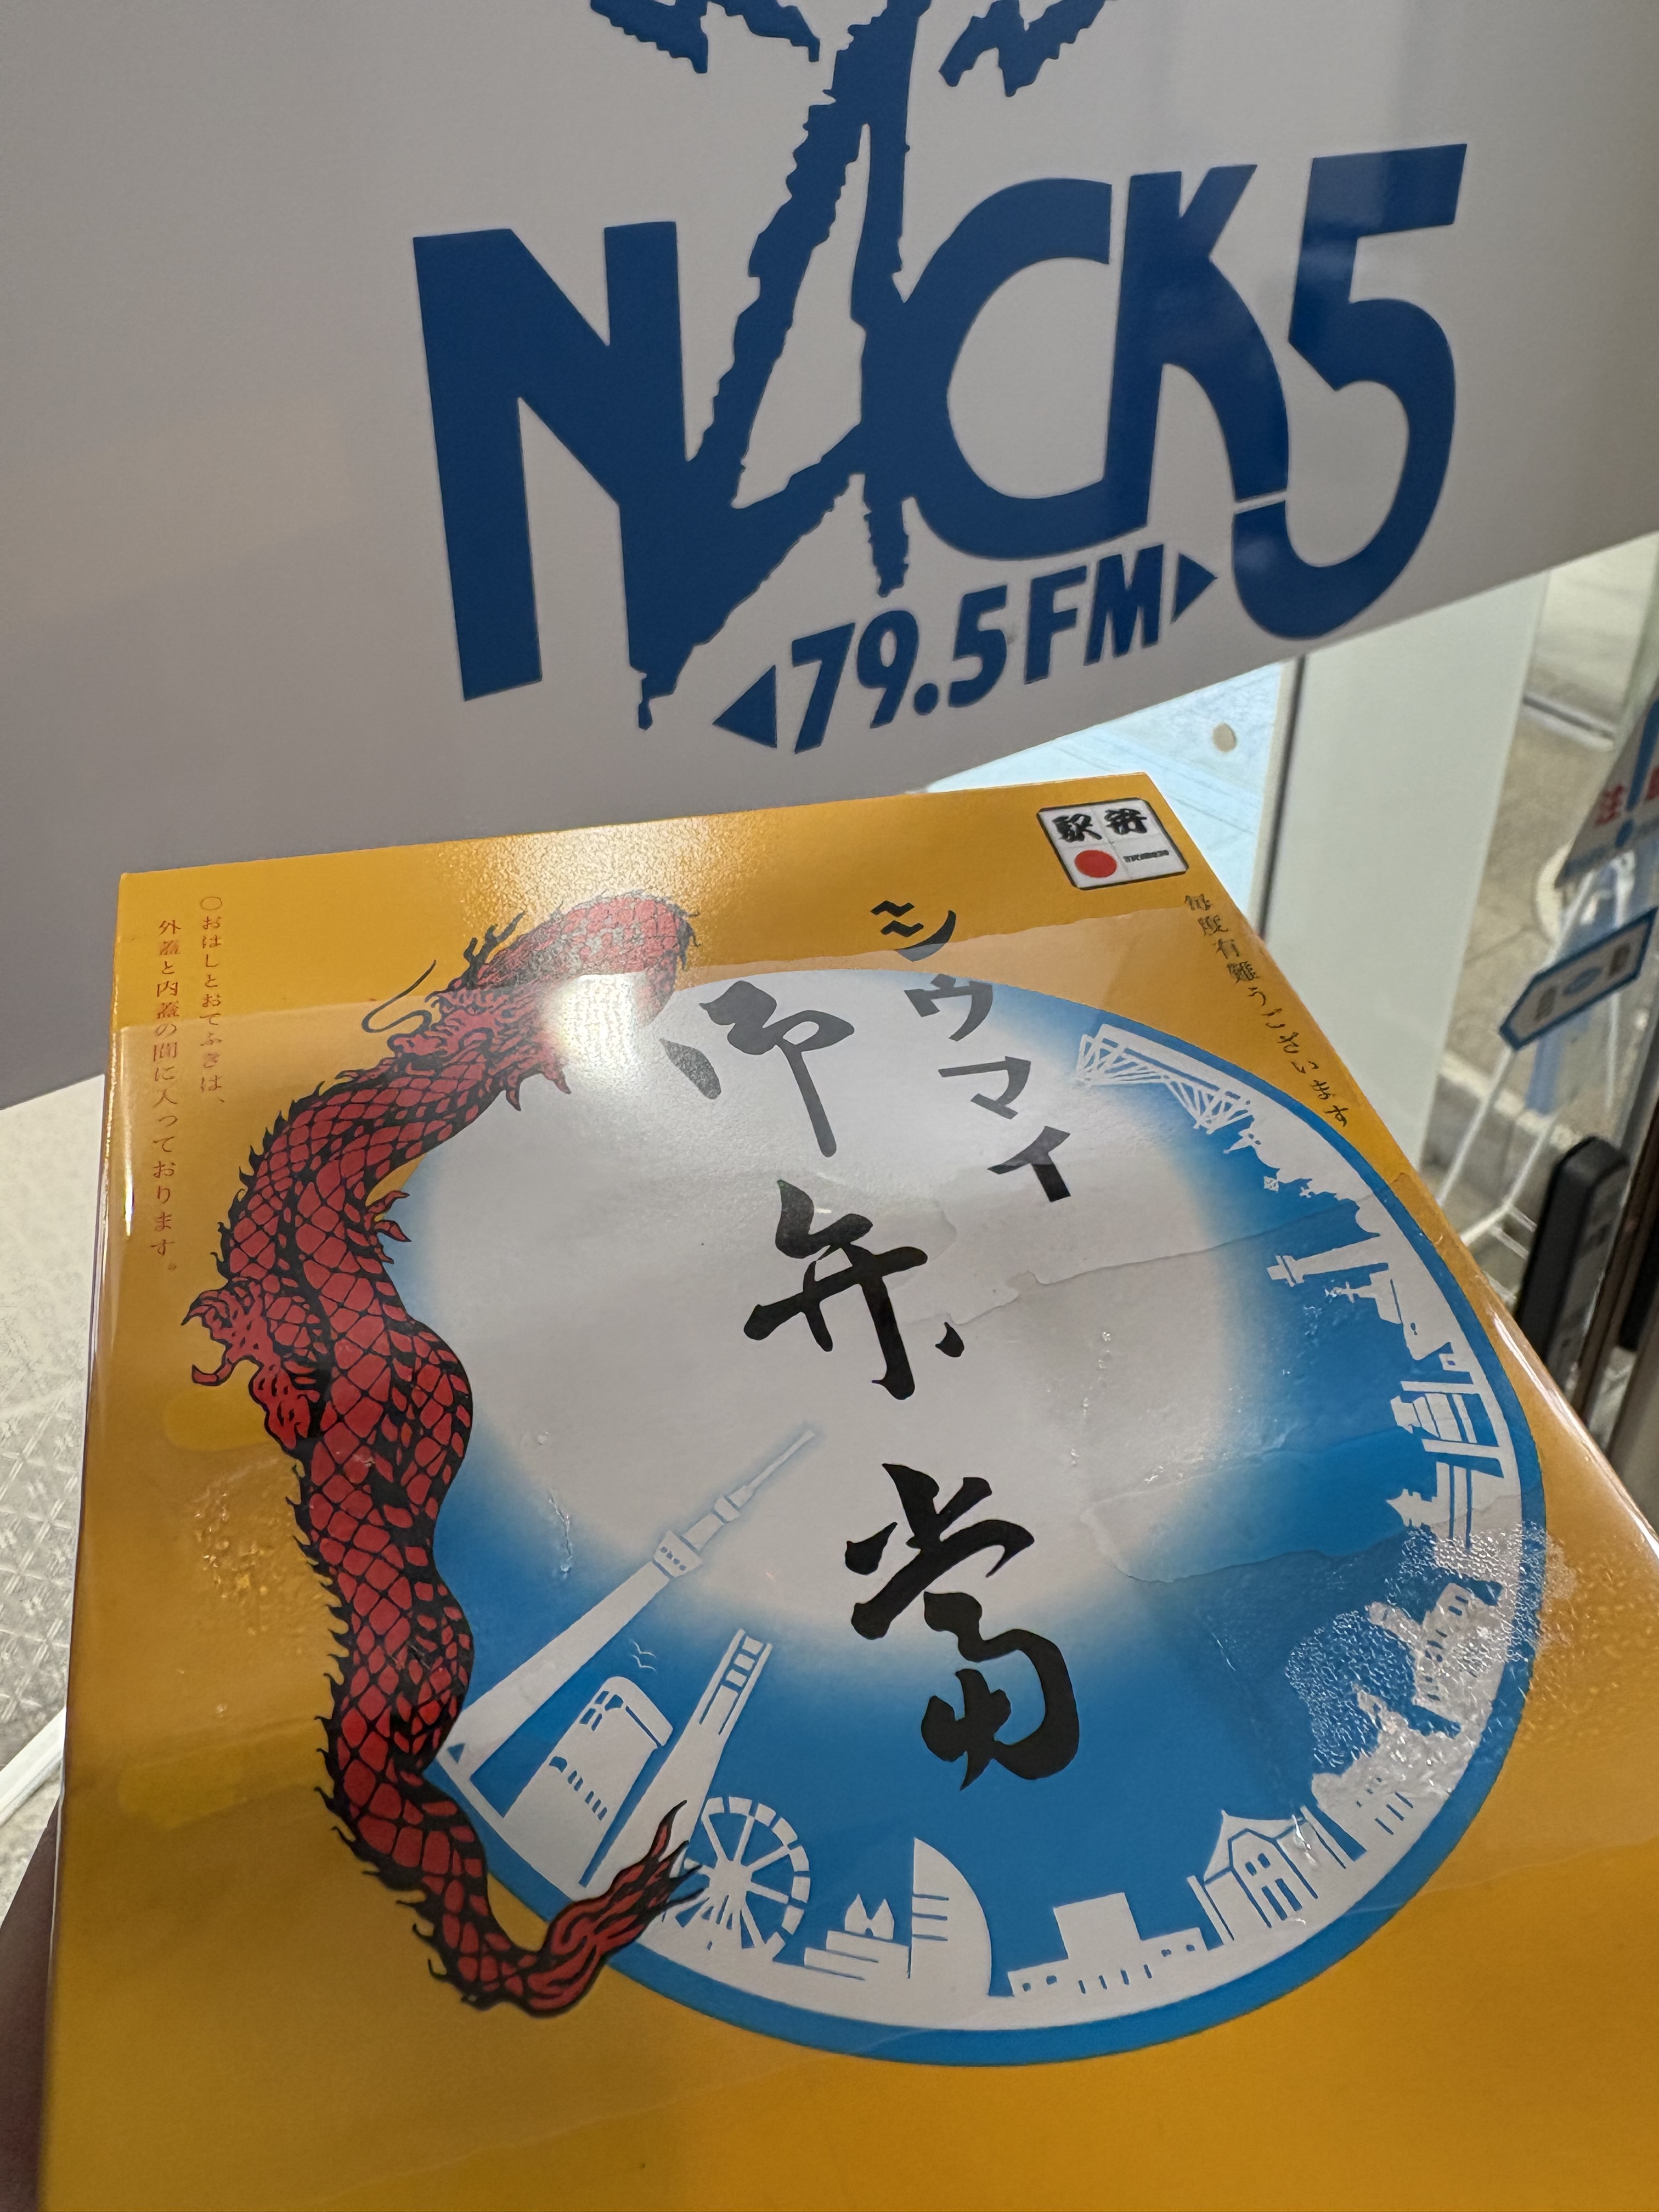 NACK5
◀79.5FM▶
駅弁
毎度有難うございます
シウマイ
御弁当
○おはしとおてふきは、
外蓋と内蓋の間に入つております。